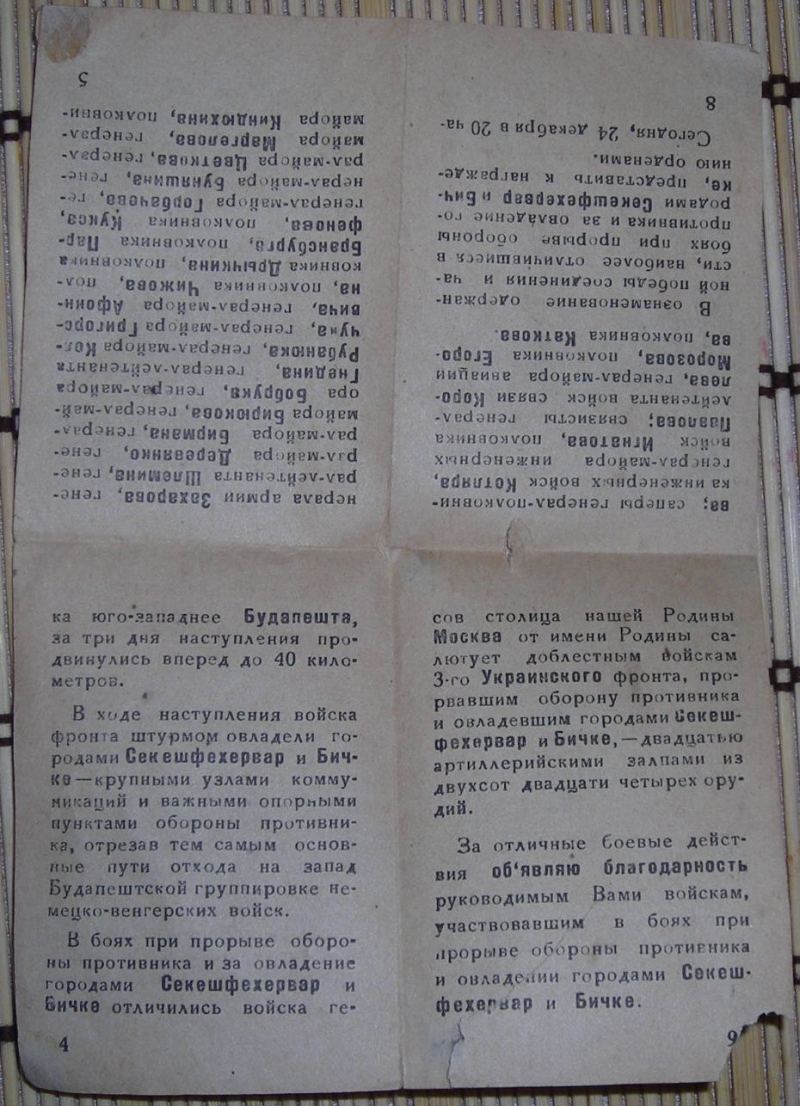 ка юго-западнее Будапешта,
за три дня наступления про-
двинулись вперед до 40 кило-
метров.
В ходе наступления войска
фронта штурмом овладели го-
родами Секешфехервар и Бич-
ке—крупными узлами комму-
никаций и важными опорными
пунктами обороны противни-
ка, отрезав тем самым основ-
ные пути отхода на запад
Будапештской группировке не-
мецко-венгерских войск.
В боях при прорыве оборо-
ны противника и за овладение
городами Секешфехервар и
Бичке отличились войска ге-
4
нерала армии Захарова, гене-
рал-лейтенанта Шлемина, гене-
рал-майора Деревянко, гене-
рал-майора Бирмана, генерал-
майора Бирюкова, генерал-май-
ора Бобрука, генерал-майора
Гнедина, генерал-лейтенанта
Рубанюка, генерал-майора
генерал-майора Григоро-
вича, генерал-майора Афони-
на, полковника Чижова, пол-
ковника Дрычкина, полковника
Брансбурга, полковника Пар-
фенова, полковника Кукса,
генерал-майора Горбачева, ге-
нерал-майора Буняшина, гене-
рал-майора Цветкова, генерал-
майора Маргелова, генерал-
майора Киндюхина, полковни-
5
ва; саперы генерал-полковни-
ка инженерных войск Котляра,
генерал-майора инженерных
войск Игнатова, полковника
Павлова; связисты генерал-
лейтенанта войск связи Коро-
лева, генерал-майора авиации
Морозова, полковника Егоро-
ва, полковника Каткова.
В ознаменование одержан-
ной победы соединения и ча-
сти, наиболее отличившиеся в
боях при прорыве обороны
противника и за овладение го-
родами Секешфехервар и Бич-
ке, представить к награжде-
нию орденами.
Сегодня, 24 декабря в 20 ча-
8
сов столица нашей Родины
Москва от имени Родины са-
лютует доблестным войскам
3-го Украинского фронта, про-
рвавшим оборону противника
и овладевшим городами Секеш-
фехервар и Бичке,—двадцатью
артиллерийскими залпами из
двухсот двадцати четырех ору-
дий.
За отличные боевые дейст-
вия об'являю благодарность
руководимым Вами войскам,
участвовавшим в боях при
прорыве обороны противника
и овладении городами Секеш-
фехервар и Бичке.
9